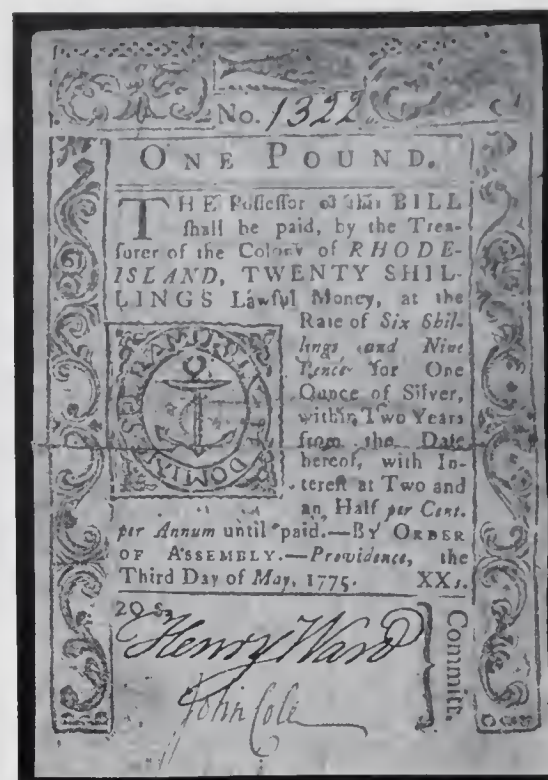 No. 1322
ONE POUND.
THE Poſſeſſor of this BILL
ſhall be paid, by the Trea-
ſurer of the Colony of RHODE-
ISLAND, TWENTY SHIL-
LINGS Lawful Money, at the
Rate of Six Shil-
lings and Nine
Pence for One
Ounce of Silver,
within Two Years
from the Date
hereof, with In-
tereſt at Two and
an Half per Cent.
per Annum until paid.—BY ORDER
OF ASSEMBLY.—Providence, the
Third Day of May, 1775. XXs.
20 S
Henry Ward
John Cole
Committ.